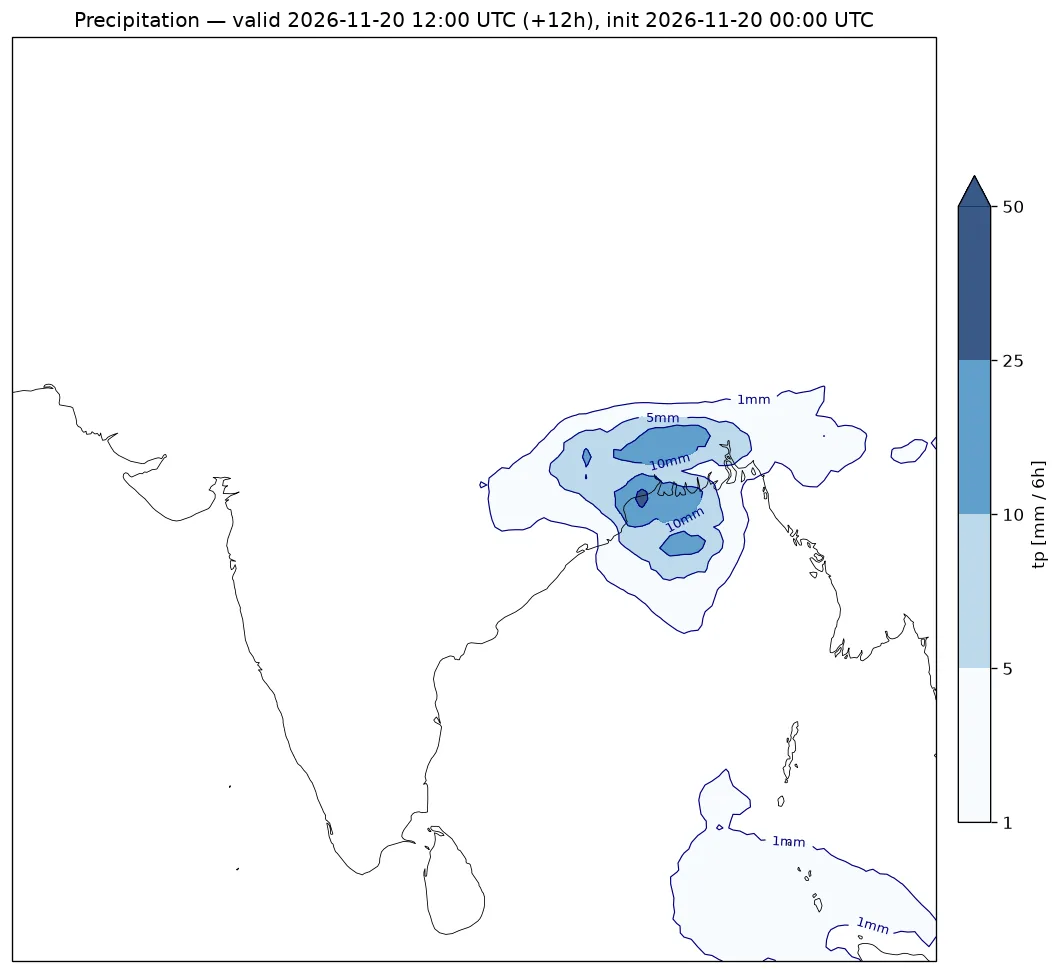 Precipitation — valid 2026-11-20 12:00 UTC (+12h), init 2026-11-20 00:00 UTC
1mm
5mm
10mm
10mm
1mm
1mm
50
25
10
5
1
tp [mm / 6h]